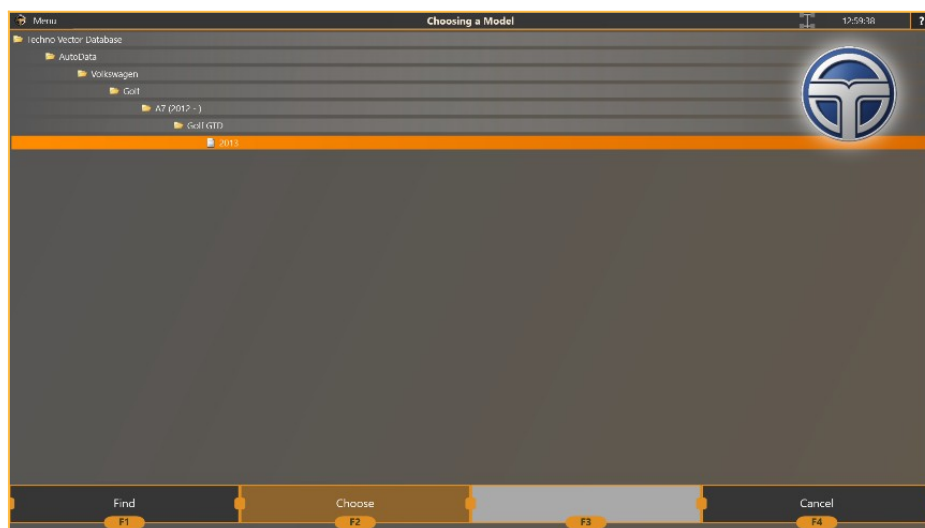 Menu
Choosing a Model
12:59:38
?
Techno Vector Database
AutoData
Volkswagen
Golf
A7 (2012 - )
Golf GTD
2013
Find
Choose
Cancel
F1
F2
F3
F4